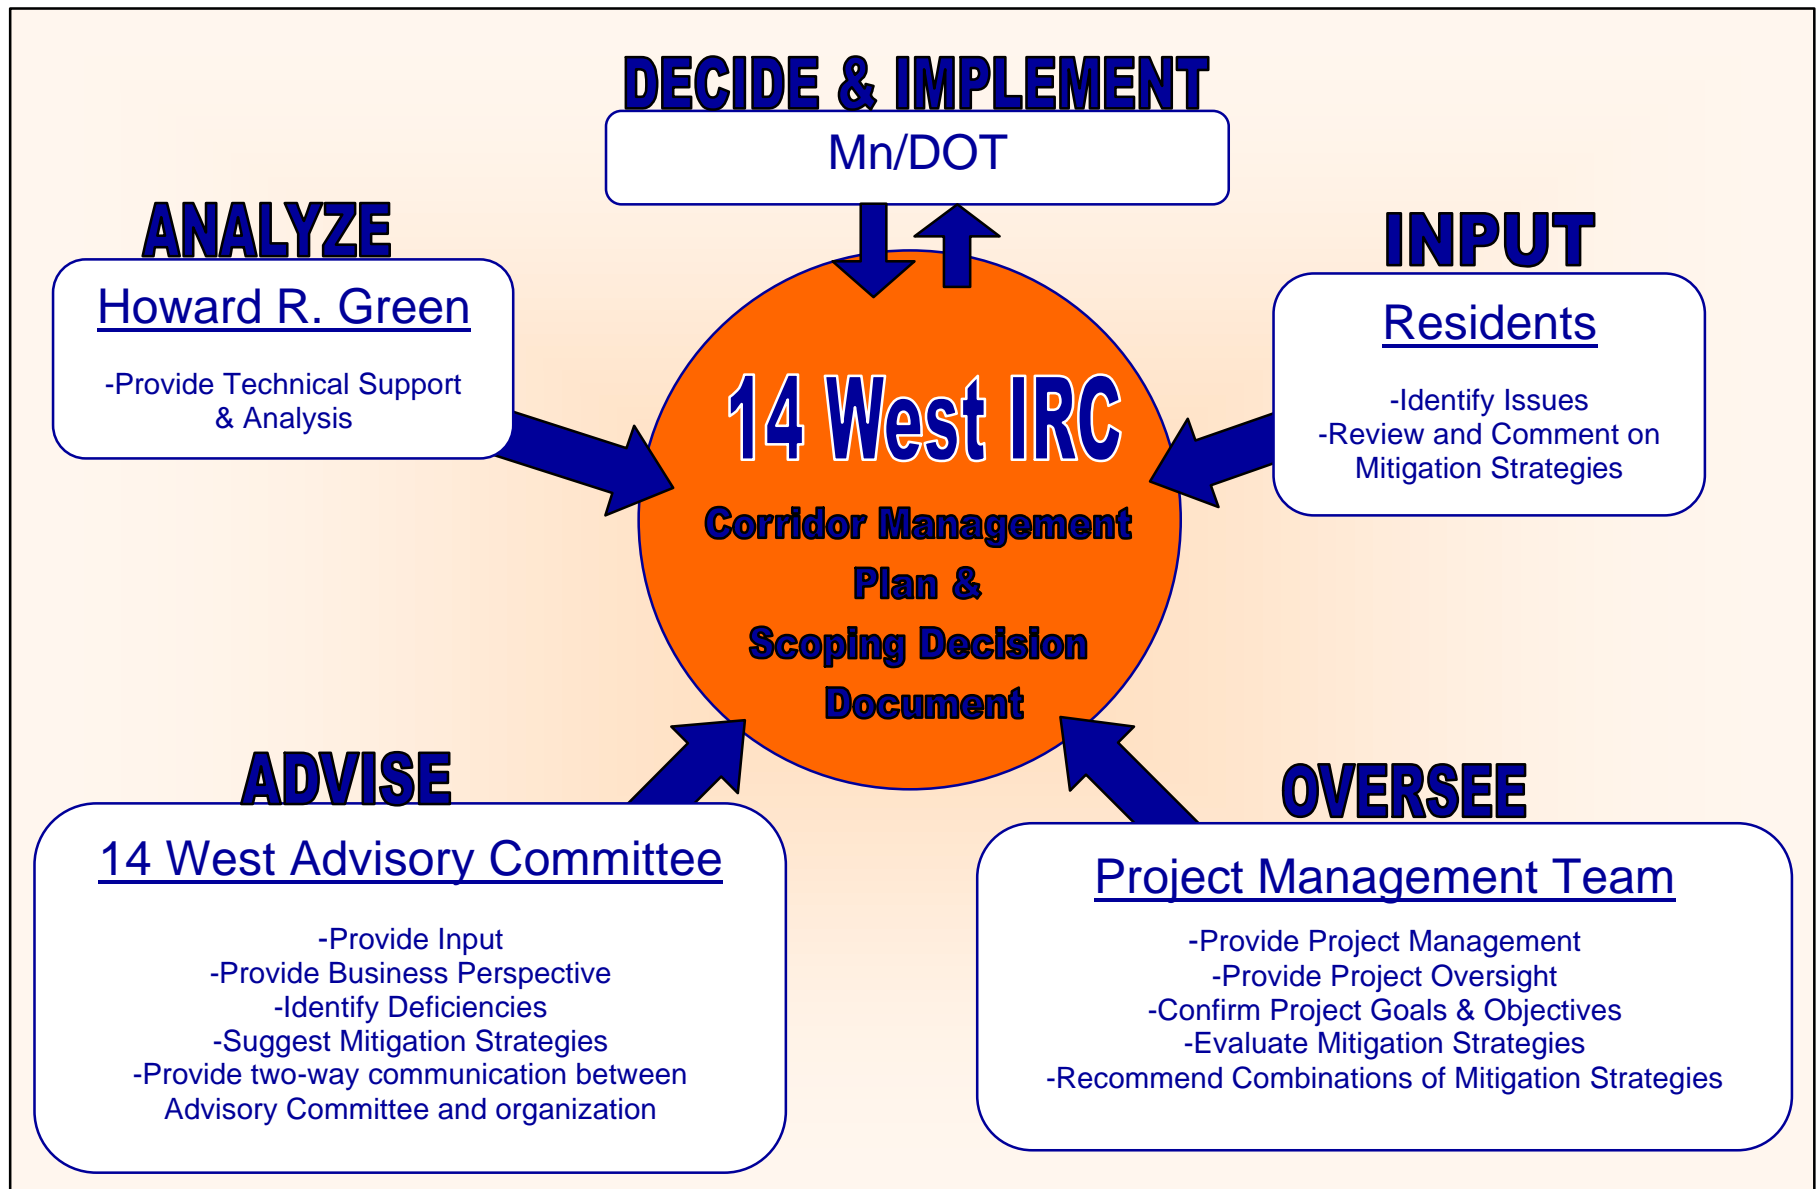 DECIDE & IMPLEMENT
Mn/DOT
ANALYZE
Howard R. Green
-Provide Technical Support
& Analysis
INPUT
Residents
-Identify Issues
-Review and Comment on
Mitigation Strategies
14 West IRC
Corridor Management
Plan &
Scoping Decision
Document
ADVISE
14 West Advisory Committee
-Provide Input
-Provide Business Perspective
-Identify Deficiencies
-Suggest Mitigation Strategies
-Provide two-way communication between
Advisory Committee and organization
OVERSEE
Project Management Team
-Provide Project Management
-Provide Project Oversight
-Confirm Project Goals & Objectives
-Evaluate Mitigation Strategies
-Recommend Combinations of Mitigation Strategies